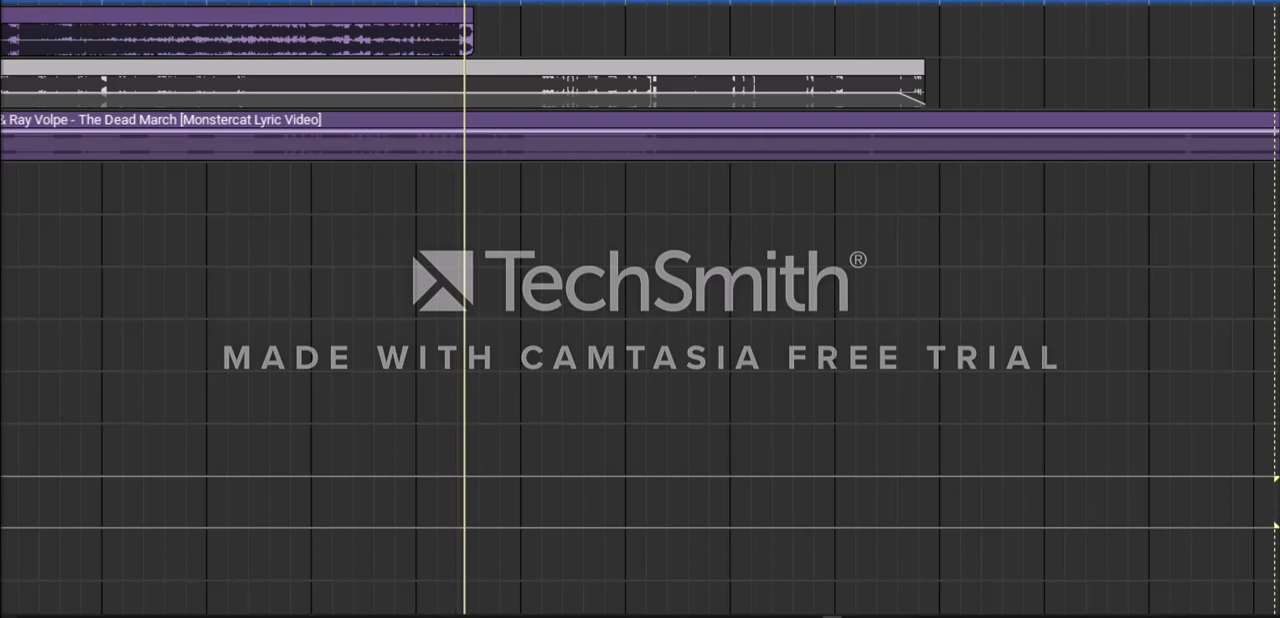 & Ray Volpe - The Dead March [Monstercat Lyric Video]
TechSmith®
MADE WITH CAMTASIA FREE TRIAL